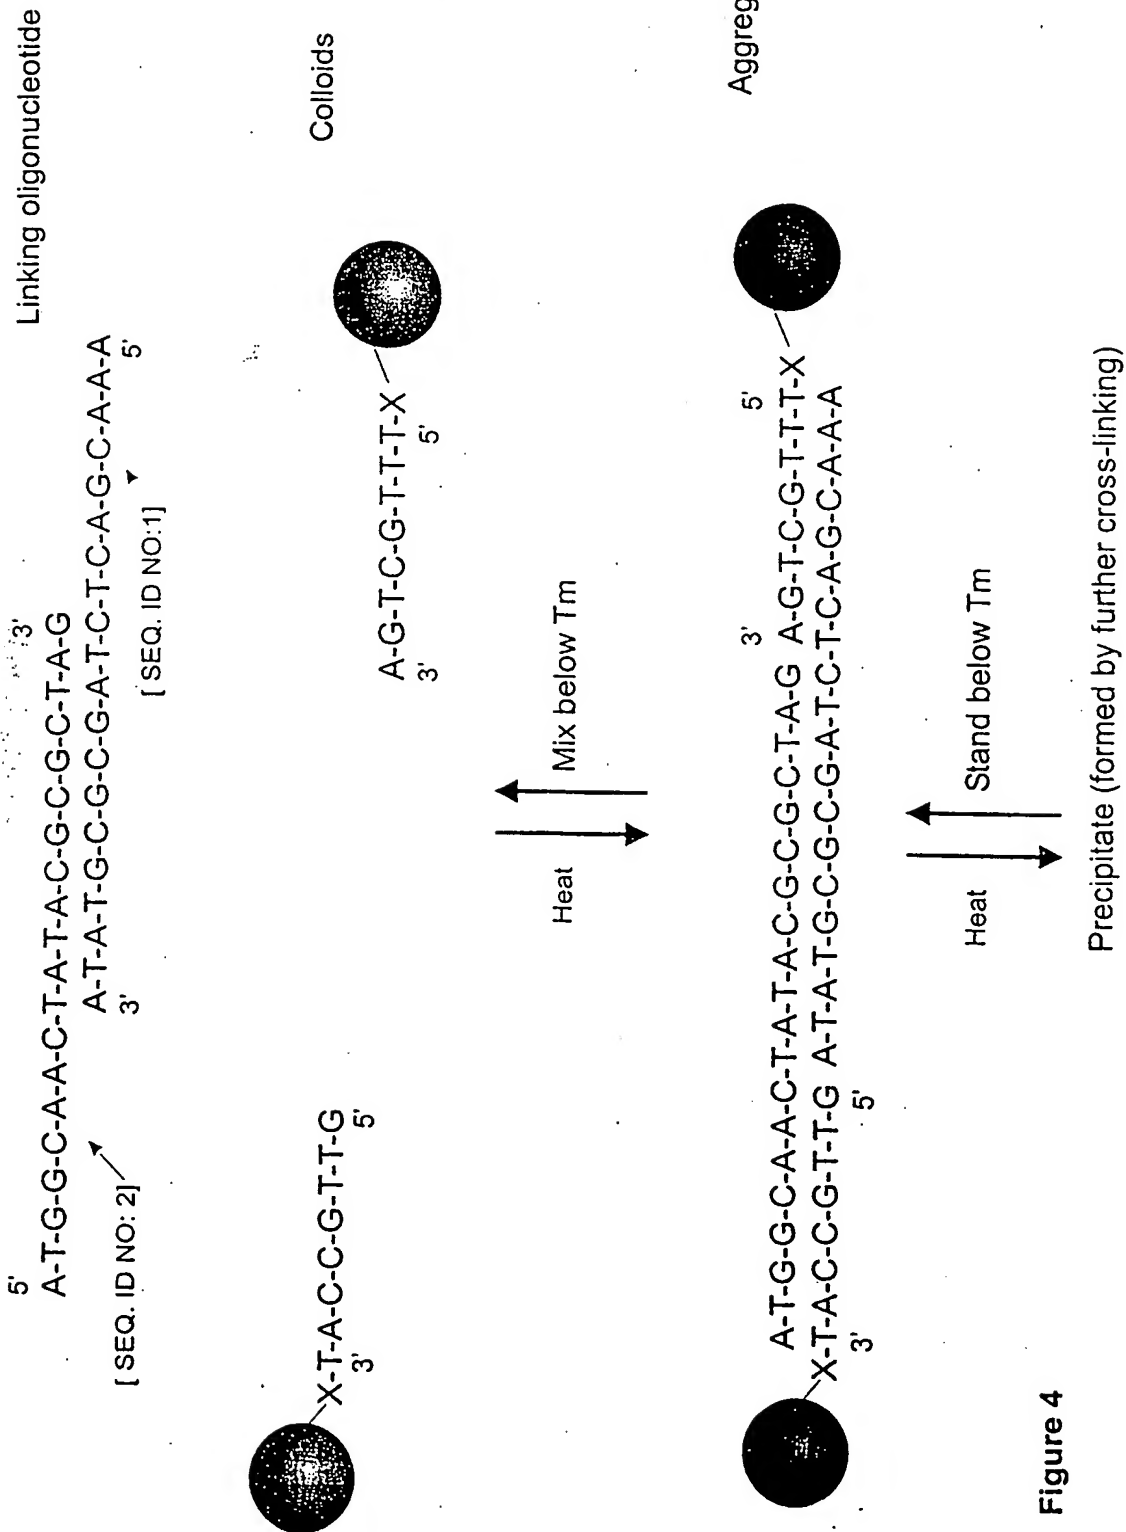 Linking oligonucleotide
5' 3'
A-T-G-G-C-A-A-C-T-A-T-A-C-G-C-G-C-T-A-G
A-T-A-T-G-C-G-C-G-A-T-C-T-C-A-G-C-A-A-A
3' 5'
[ SEQ. ID NO: 2]
[ SEQ. ID NO:1]
Colloids
X-T-A-C-C-G-T-T-G
3' 5'
A-G-T-C-G-T-T-T-X
3' 5'
Heat
Mix below Tm
3' 5'
A-T-G-G-C-A-A-C-T-A-T-A-C-G-C-G-C-T-A-G A-G-T-C-G-T-T-T-X
X-T-A-C-C-G-T-T-G A-T-A-T-G-C-G-C-G-A-T-C-T-C-A-G-C-A-A-A
3' 5'
Heat
Stand below Tm
Precipitate (formed by further cross-linking)
Figure 4